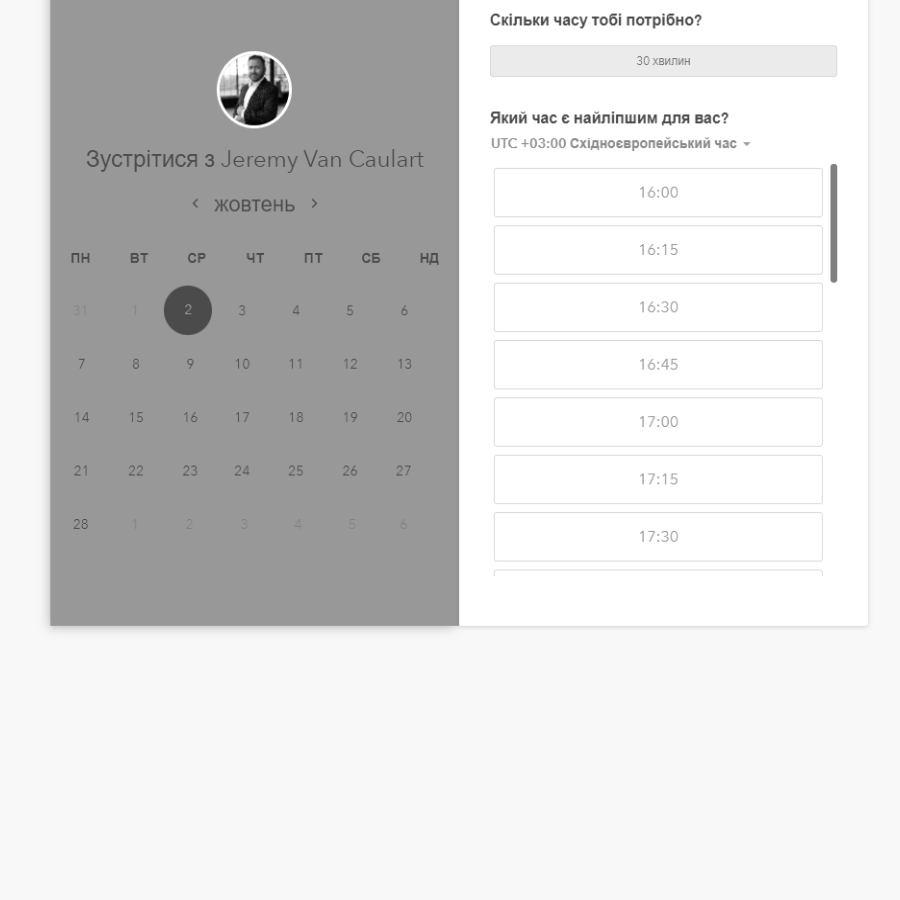 Зустрітися з Jeremy Van Caulart
жовтень
ПН ВТ СР ЧТ ПТ СБ НД
31 1 2 3 4 5 6
7 8 9 10 11 12 13
14 15 16 17 18 19 20
21 22 23 24 25 26 27
28 1 2 3 4 5 6
Скільки часу тобі потрібно?
30 хвилин
Який час є найліпшим для вас?
UTC +03:00 Східноєвропейський час
16:00
16:15
16:30
16:45
17:00
17:15
17:30